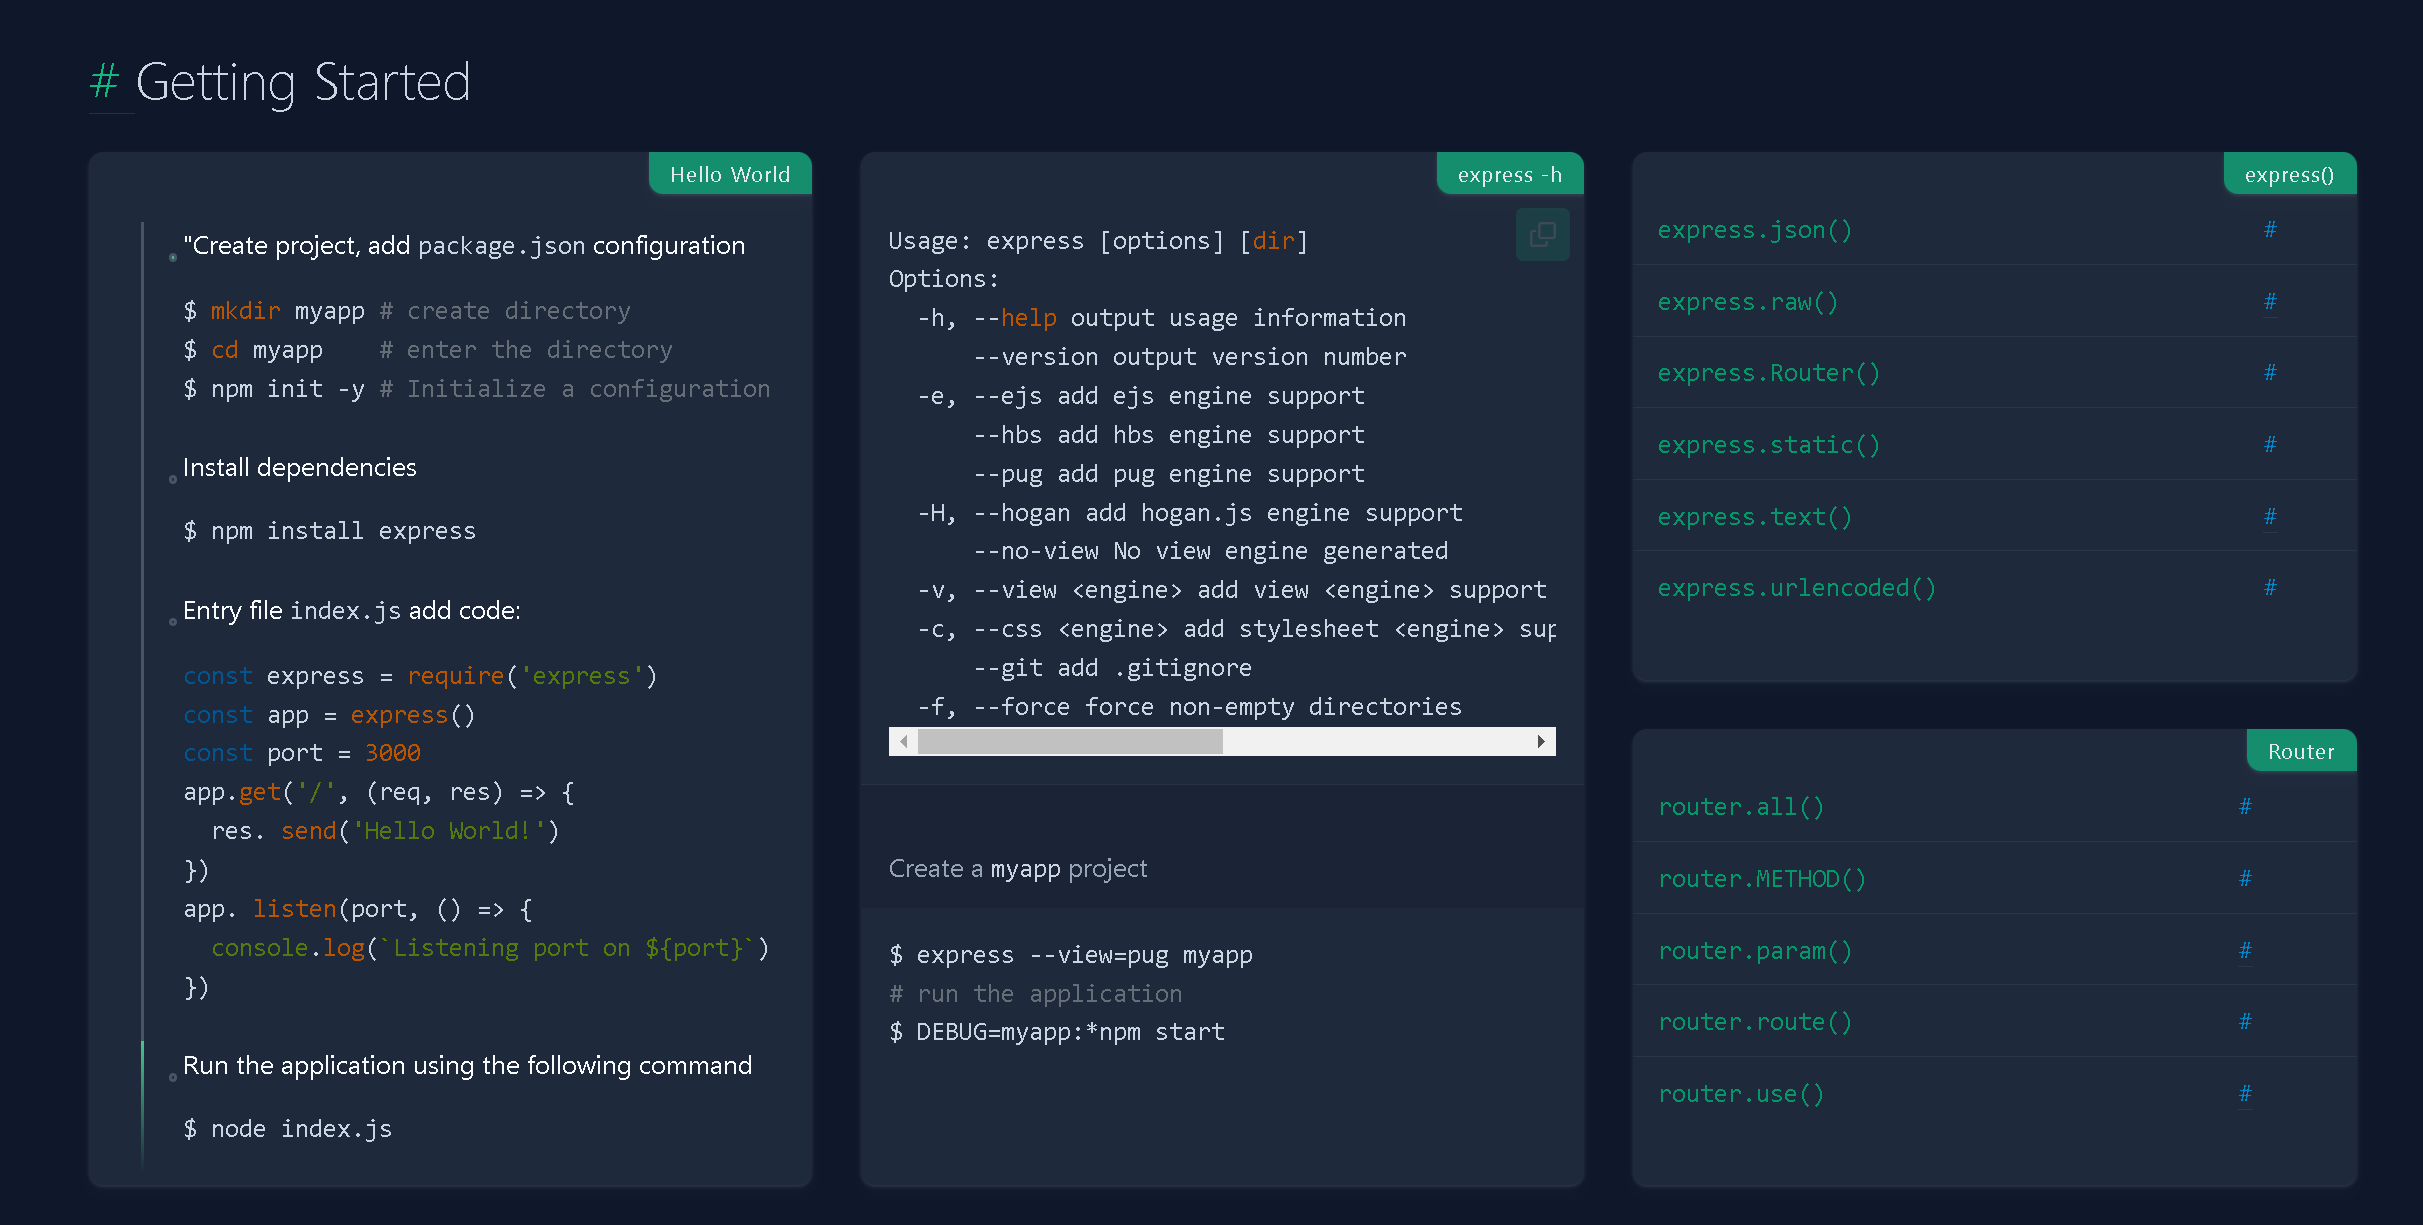 # Getting Started
Hello World
"Create project, add package.json configuration
$ mkdir myapp # create directory
$ cd myapp    # enter the directory
$ npm init -y # Initialize a configuration
Install dependencies
$ npm install express
Entry file index.js add code:
const express = require('express')
const app = express()
const port = 3000
app.get('/', (req, res) => {
  res. send('Hello World!')
})
app. listen(port, () => {
  console.log(`Listening port on ${port}`)
})
Run the application using the following command
$ node index.js
express -h
Usage: express [options] [dir]
Options:
  -h, --help output usage information
      --version output version number
  -e, --ejs add ejs engine support
      --hbs add hbs engine support
      --pug add pug engine support
  -H, --hogan add hogan.js engine support
      --no-view No view engine generated
  -v, --view <engine> add view <engine> support
  -c, --css <engine> add stylesheet <engine> sup
      --git add .gitignore
  -f, --force force non-empty directories
Create a myapp project
$ express --view=pug myapp
# run the application
$ DEBUG=myapp:*npm start
express()
express.json() #
express.raw() #
express.Router() #
express.static() #
express.text() #
express.urlencoded() #
Router
router.all() #
router.METHOD() #
router.param() #
router.route() #
router.use() #